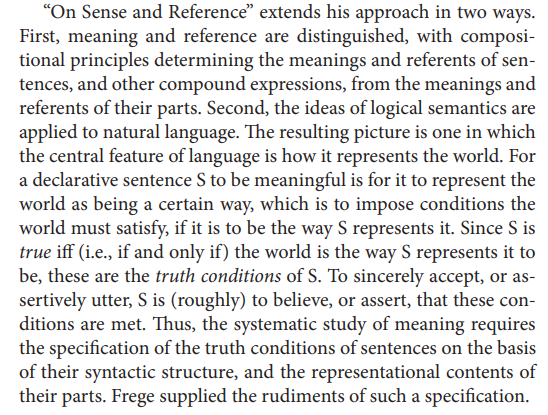 “On Sense and Reference” extends his approach in two ways.
First, meaning and reference are distinguished, with composi-
tional principles determining the meanings and referents of sen-
tences, and other compound expressions, from the meanings and
referents of their parts. Second, the ideas of logical semantics are
applied to natural language. The resulting picture is one in which
the central feature of language is how it represents the world. For
a declarative sentence S to be meaningful is for it to represent the
world as being a certain way, which is to impose conditions the
world must satisfy, if it is to be the way S represents it. Since S is
true iff (i.e., if and only if) the world is the way S represents it to
be, these are the truth conditions of S. To sincerely accept, or as-
sertively utter, S is (roughly) to believe, or assert, that these con-
ditions are met. Thus, the systematic study of meaning requires
the specification of the truth conditions of sentences on the basis
of their syntactic structure, and the representational contents of
their parts. Frege supplied the rudiments of such a specification.